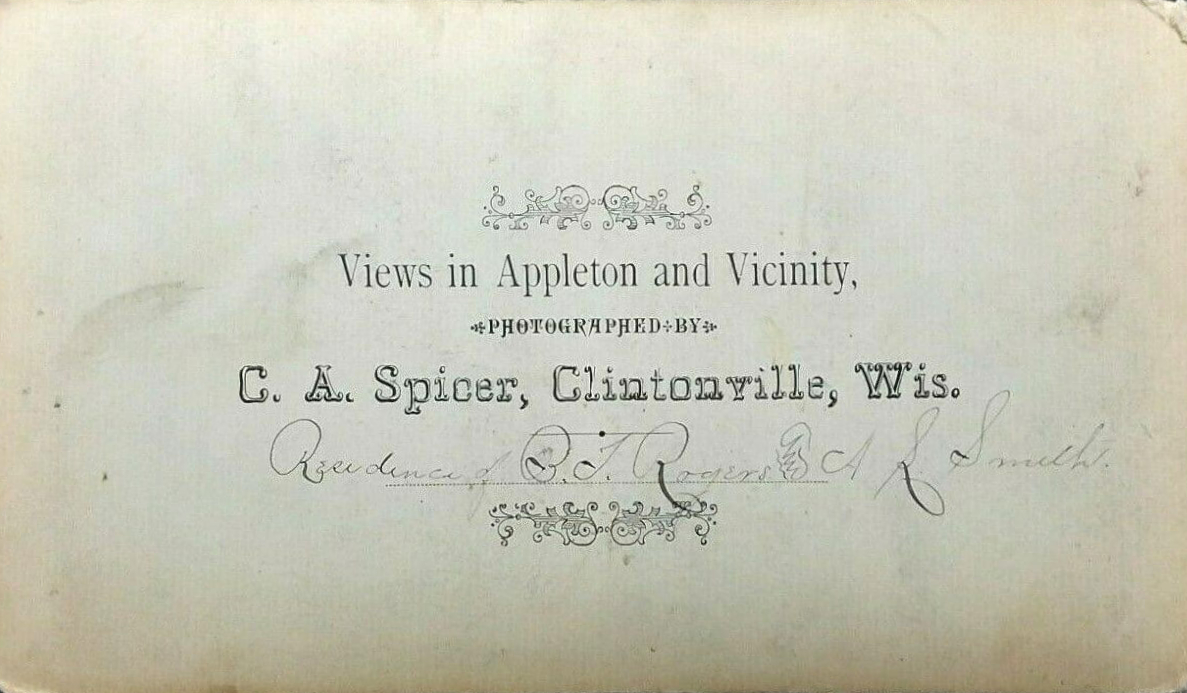 Views in Appleton and Vicinity,
PHOTOGRAPHED BY
C. A. Spicer, Clintonville, Wis.
Residence of B. T. Rogers & A L Smith.